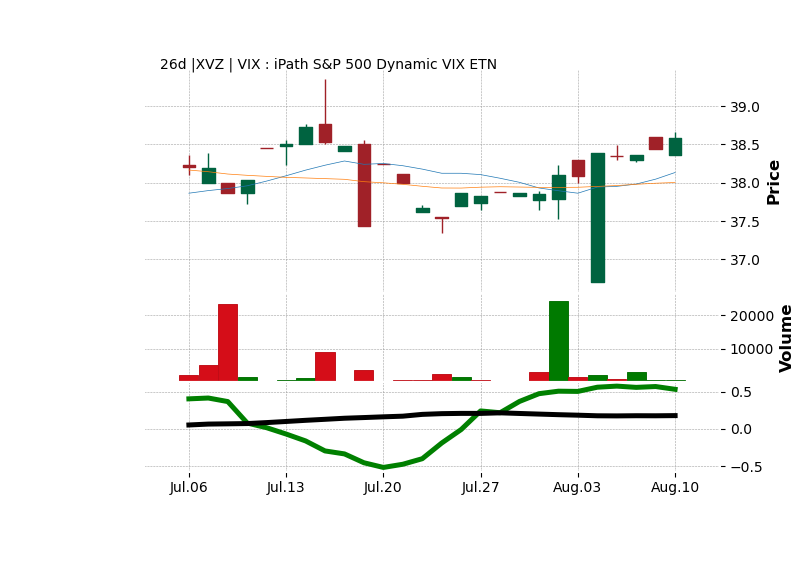 26d |XVZ | VIX : iPath S&P 500 Dynamic VIX ETN
39.0
38.5
38.0
37.5
37.0
Price
20000
10000
Volume
0.5
0.0
−0.5
Jul.06 Jul.13 Jul.20 Jul.27 Aug.03 Aug.10